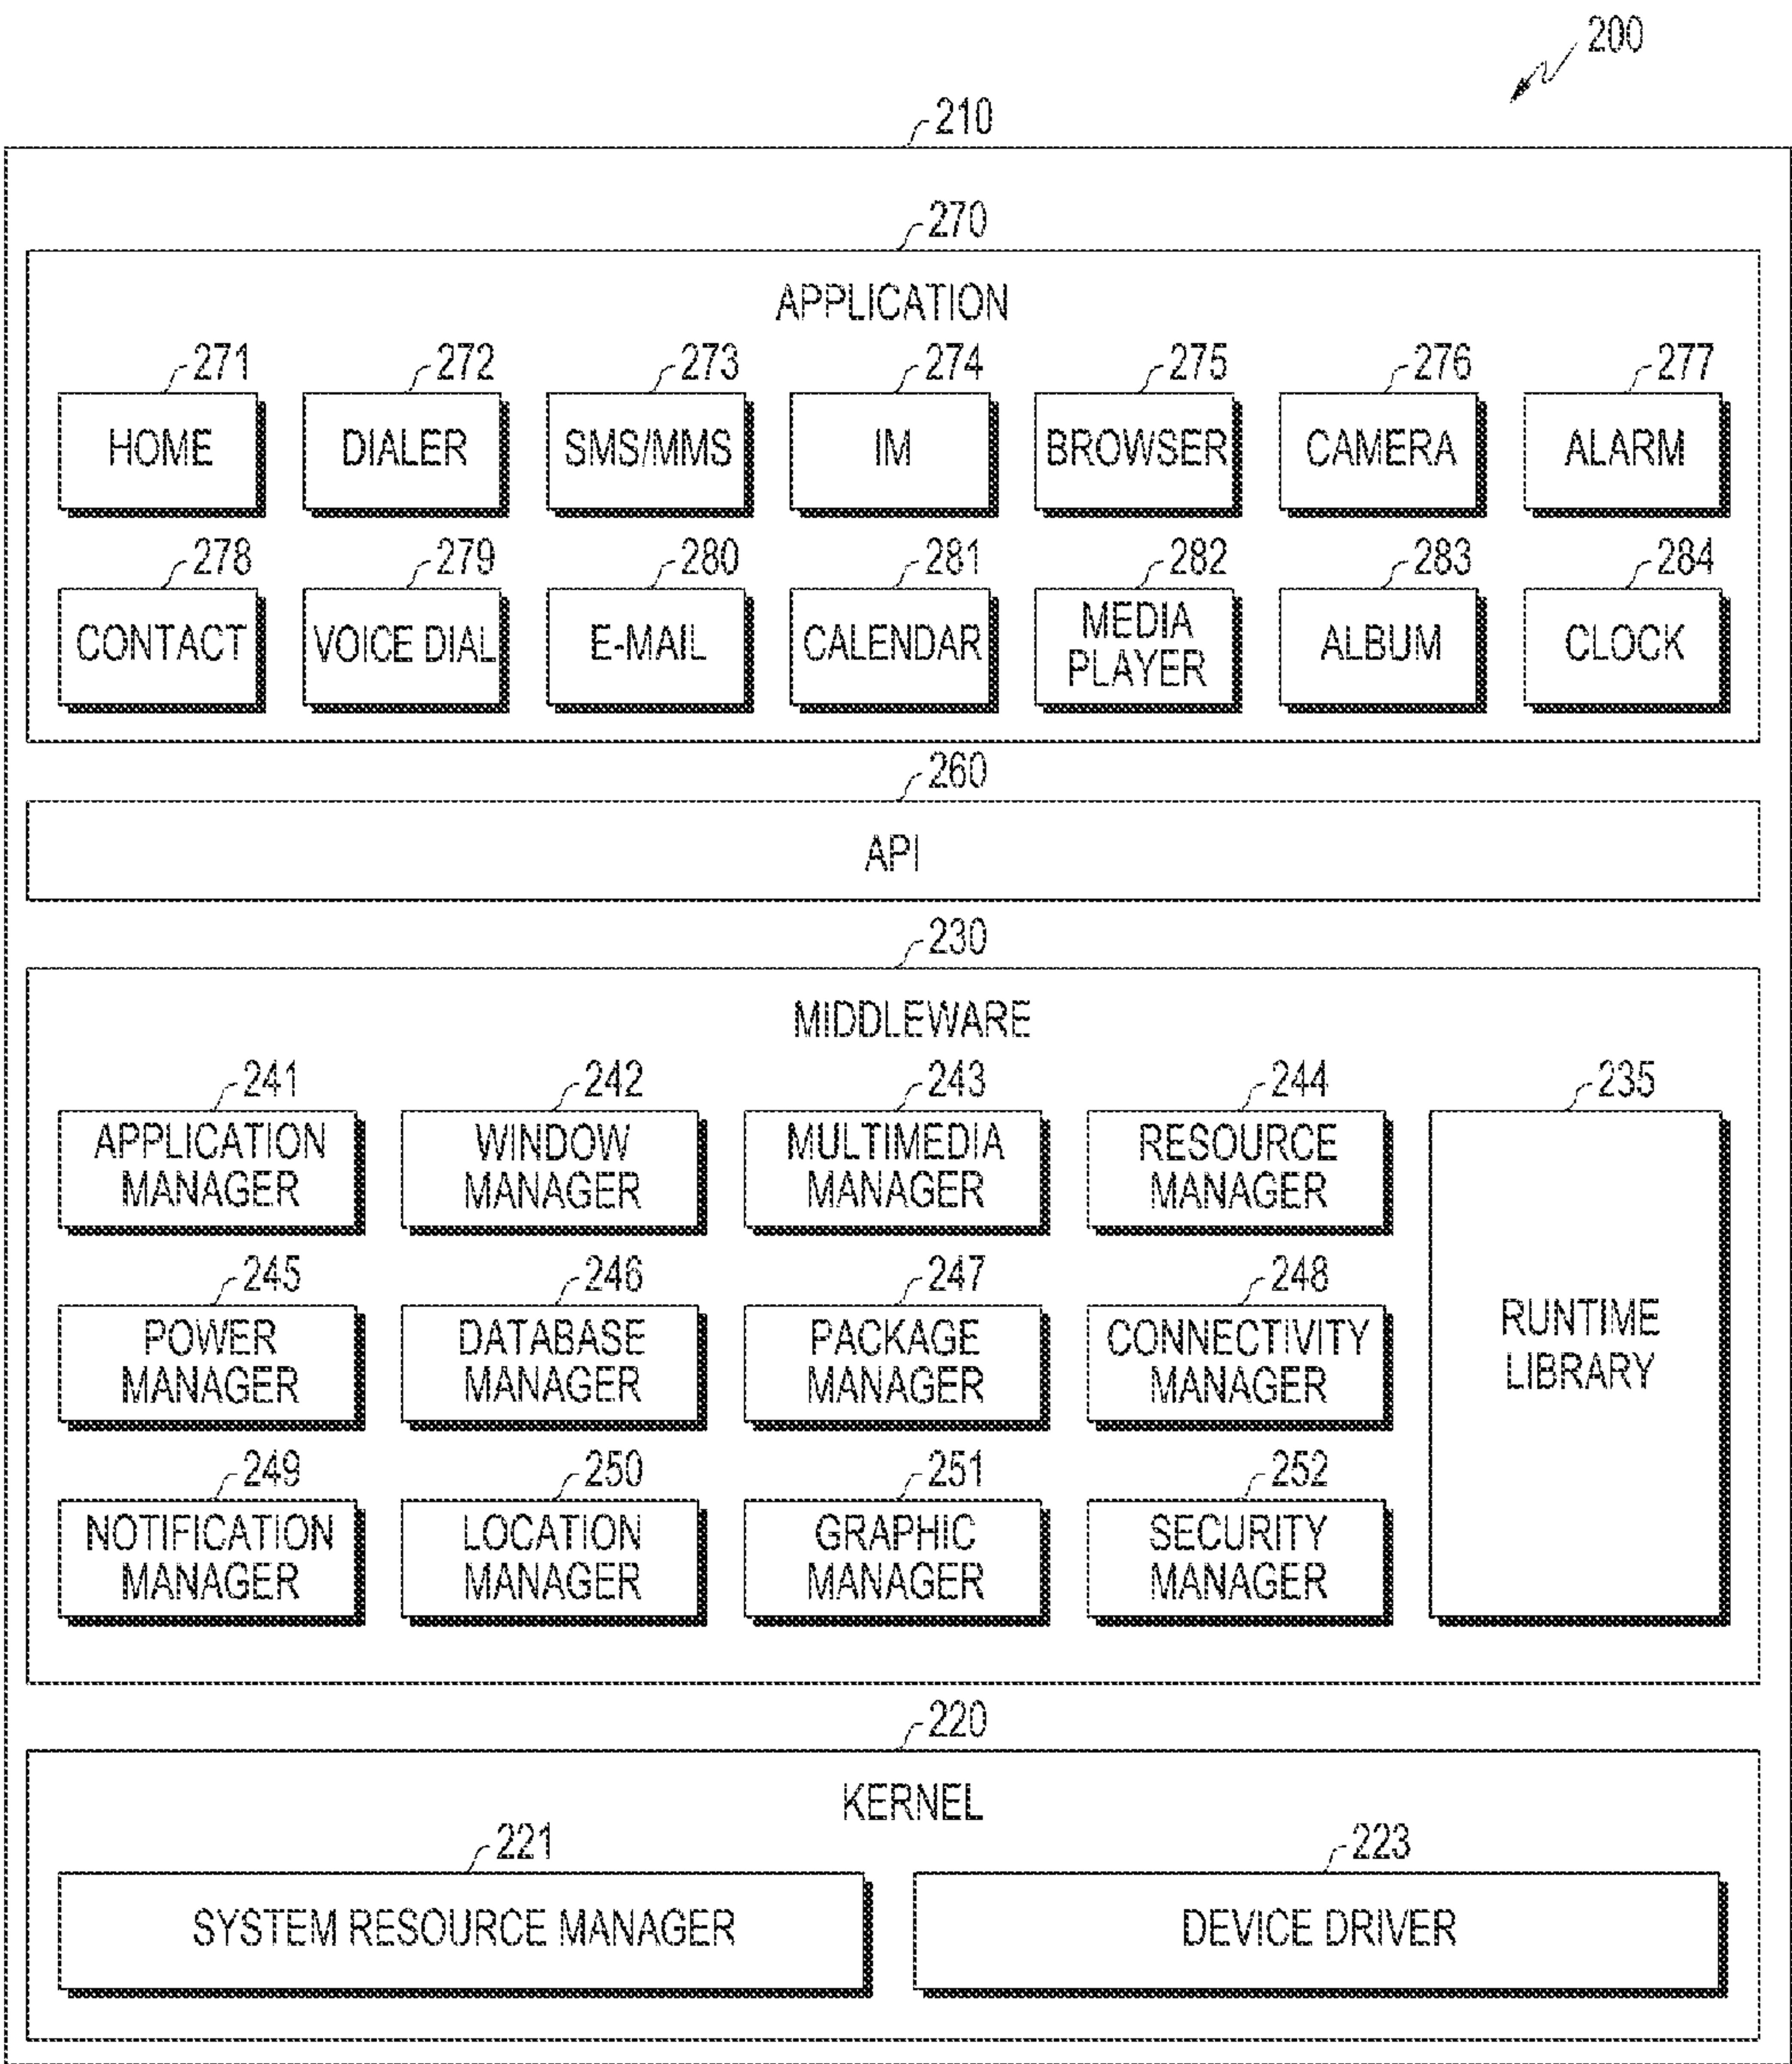 200
210
270
APPLICATION
271 272 273 274 275 276 277
HOME DIALER SMS/MMS IM BROWSER CAMERA ALARM
278 279 280 281 282 283 284
CONTACT VOICE DIAL E-MAIL CALENDAR MEDIA PLAYER ALBUM CLOCK
260
API
230
MIDDLEWARE
241 242 243 244 235
APPLICATION MANAGER WINDOW MANAGER MULTIMEDIA MANAGER RESOURCE MANAGER
245 246 247 248
POWER MANAGER DATABASE MANAGER PACKAGE MANAGER CONNECTIVITY MANAGER RUNTIME LIBRARY
249 250 251 252
NOTIFICATION MANAGER LOCATION MANAGER GRAPHIC MANAGER SECURITY MANAGER
220
KERNEL
221 223
SYSTEM RESOURCE MANAGER DEVICE DRIVER